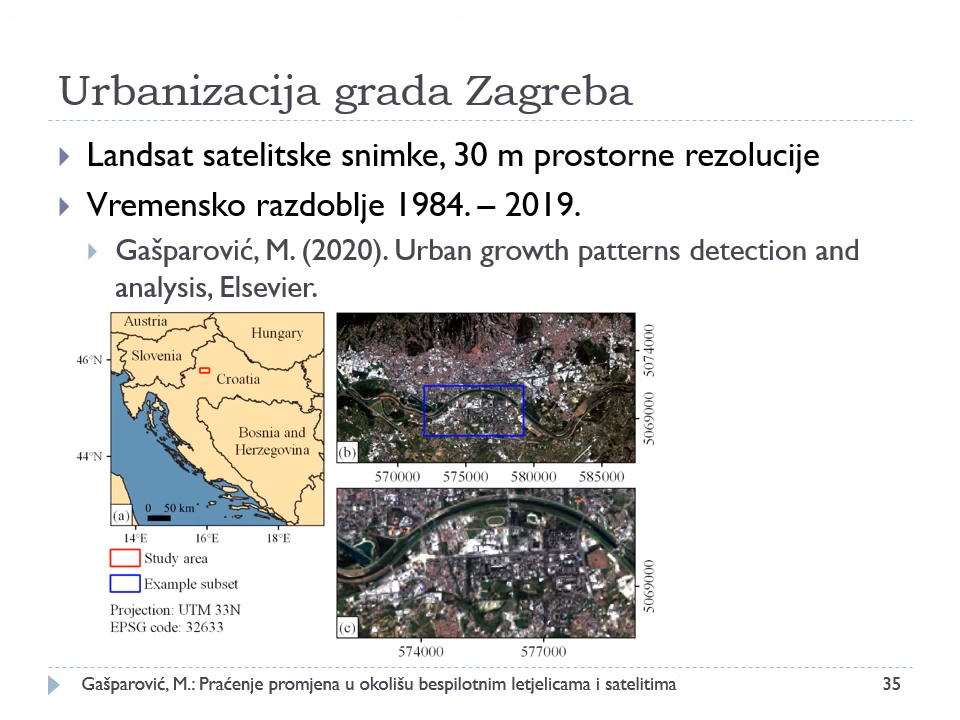 Urbanizacija grada Zagreba
Landsat satelitske snimke, 30 m prostorne rezolucije
Vremensko razdoblje 1984. – 2019.
Gašparović, M. (2020). Urban growth patterns detection and
analysis, Elsevier.
Austria
Hungary
Slovenia
46°N
Croatia
Bosnia and
Herzegovina
44°N
0 50 km
(a)
14°E 16°E 18°E
Study area
Example subset
Projection: UTM 33N
EPSG code: 32633
5074000
5069000
(b)
570000 575000 580000 585000
5069000
(c)
574000 577000
Gašparović, M.: Praćenje promjena u okolišu bespilotnim letjelicama i satelitima
35